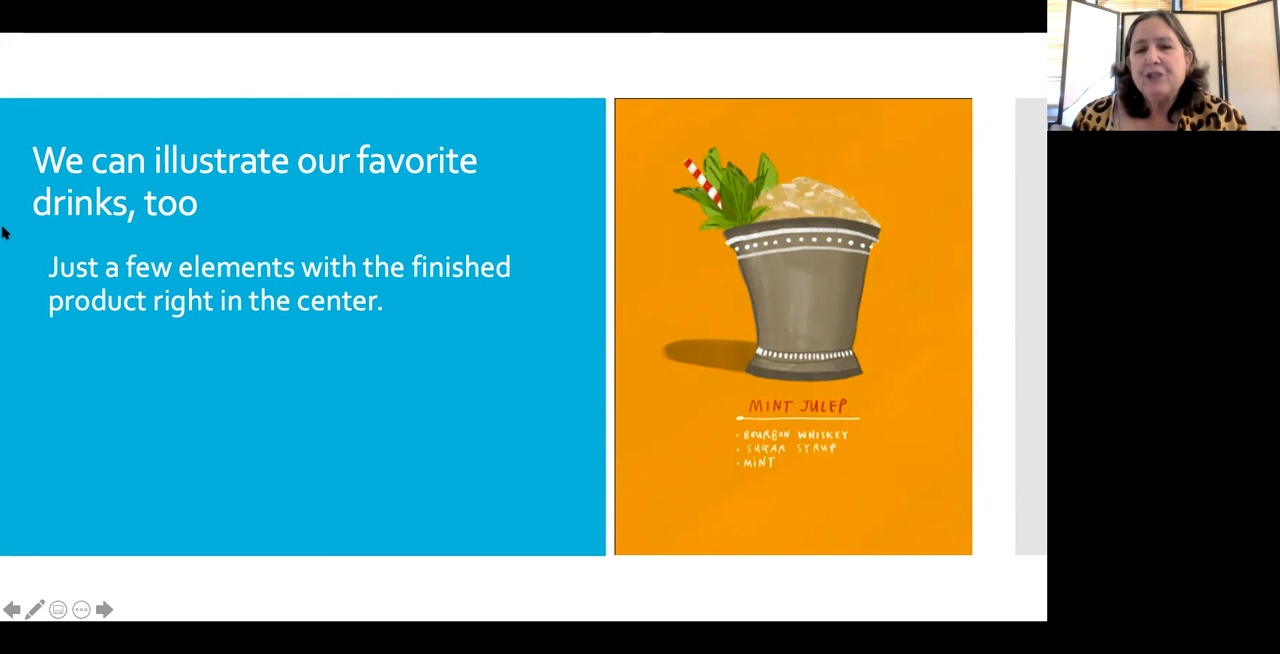 We can illustrate our favorite
drinks, too
Just a few elements with the finished
product right in the center.
MINT JULEP
• BOURBON WHISKEY
• SUGAR SYRUP
• MINT